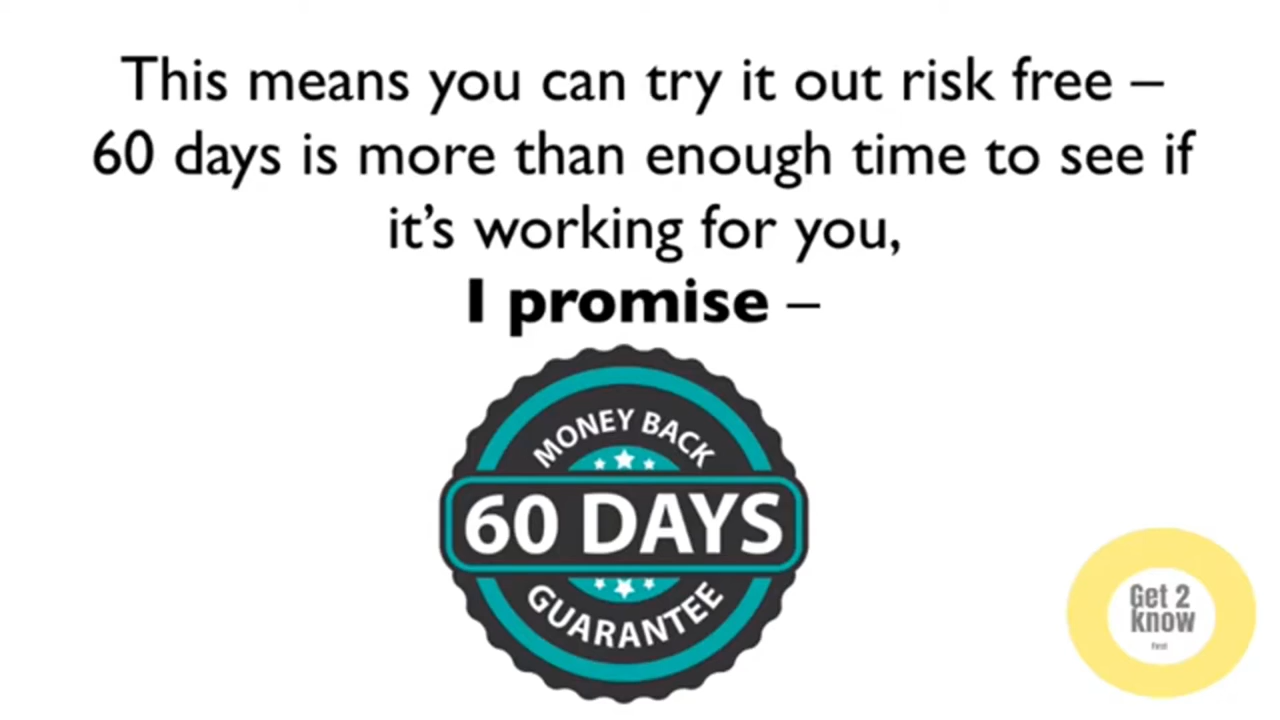 This means you can try it out risk free –
60 days is more than enough time to see if
it's working for you,
I promise –
MONEY BACK
60 DAYS
GUARANTEE
Get 2
know
First